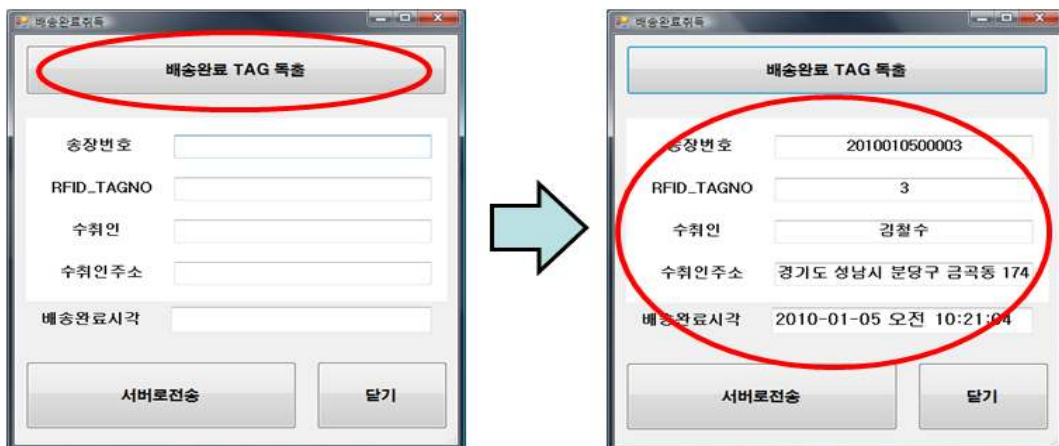 배송완료취득
배송완료 TAG 독출
송장번호
RFID_TAGNO
수취인
수취인주소
배송완료시각
서버로전송 닫기
배송완료취득
배송완료 TAG 독출
송장번호 2010010500003
RFID_TAGNO 3
수취인 김철수
수취인주소 경기도 성남시 분당구 금곡동 174
배송완료시각 2010-01-05 오전 10:21:04
서버로전송 닫기